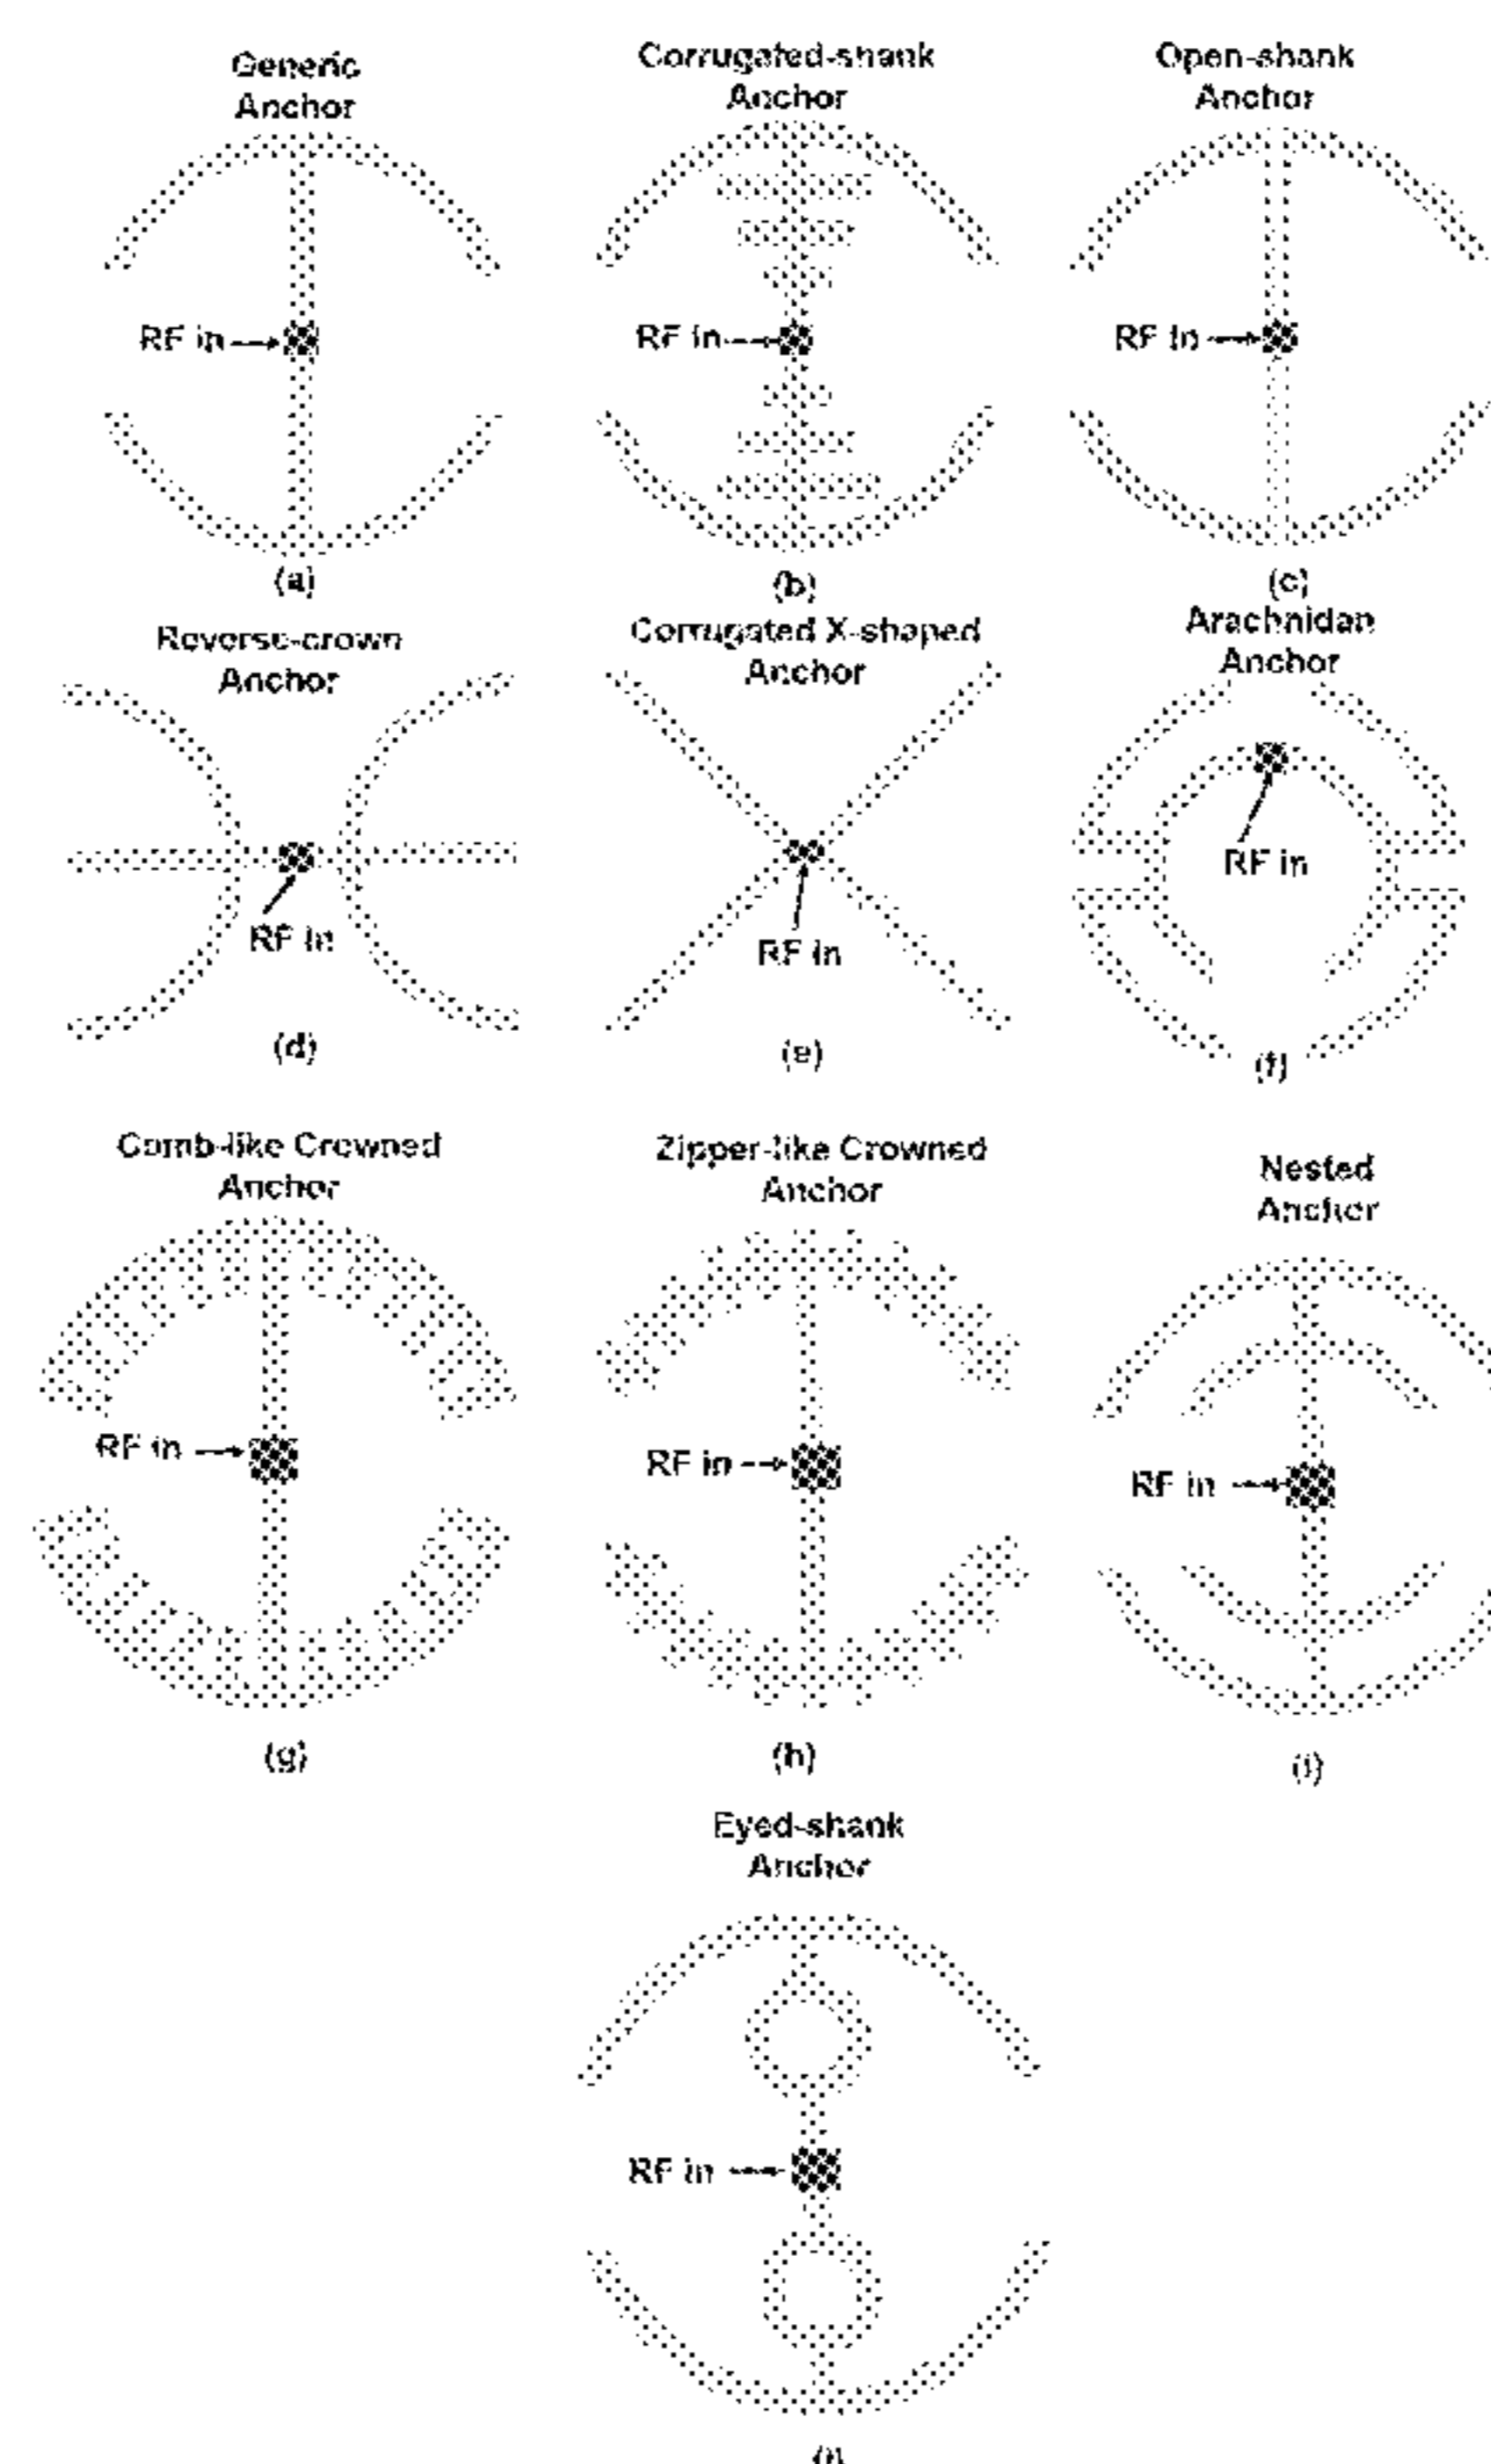 Generic
Anchor
RF in
(a)
Corrugated-shank
Anchor
RF in
(b)
Open-shank
Anchor
RF in
(c)
Reverse-crown
Anchor
RF in
(d)
Corrugated X-shaped
Anchor
RF in
(e)
Arachnidan
Anchor
RF in
(f)
Comb-like Crowned
Anchor
RF in
(g)
Zipper-like Crowned
Anchor
RF in
(h)
Nested
Anchor
RF in
(i)
Eyed-shank
Anchor
RF in